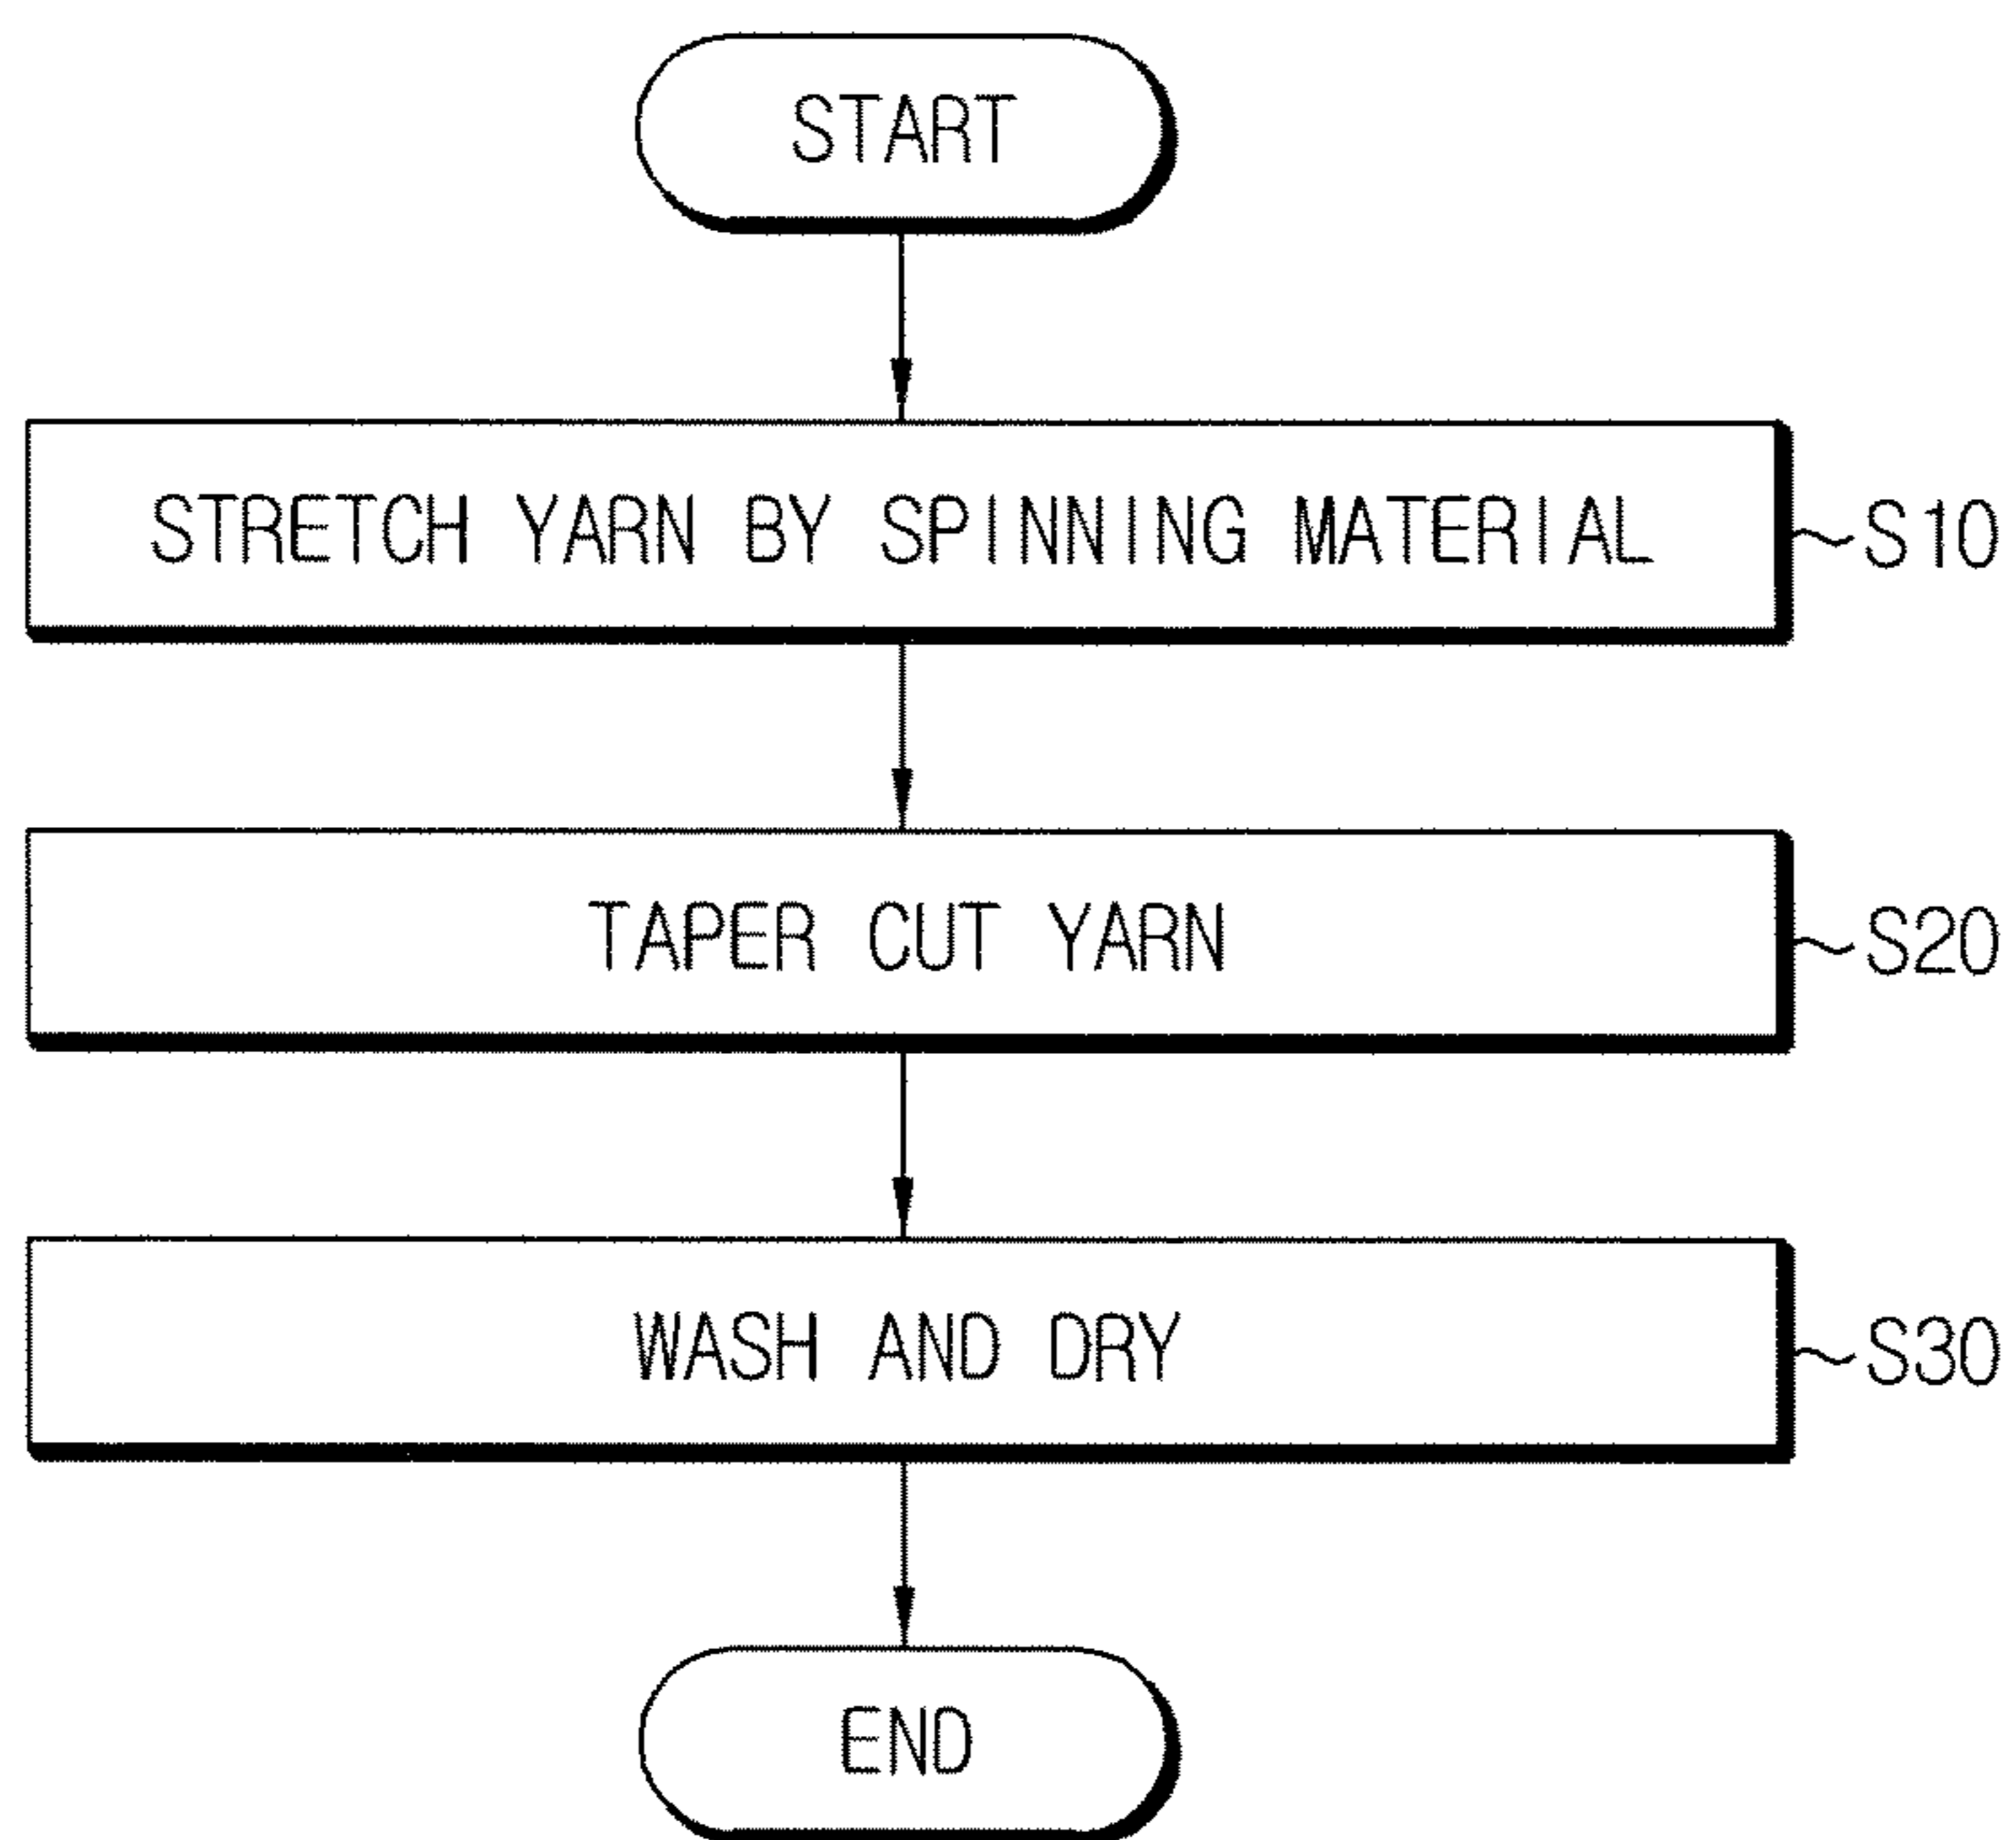 START
STRETCH YARN BY SPINNING MATERIAL S10
TAPER CUT YARN S20
WASH AND DRY S30
END